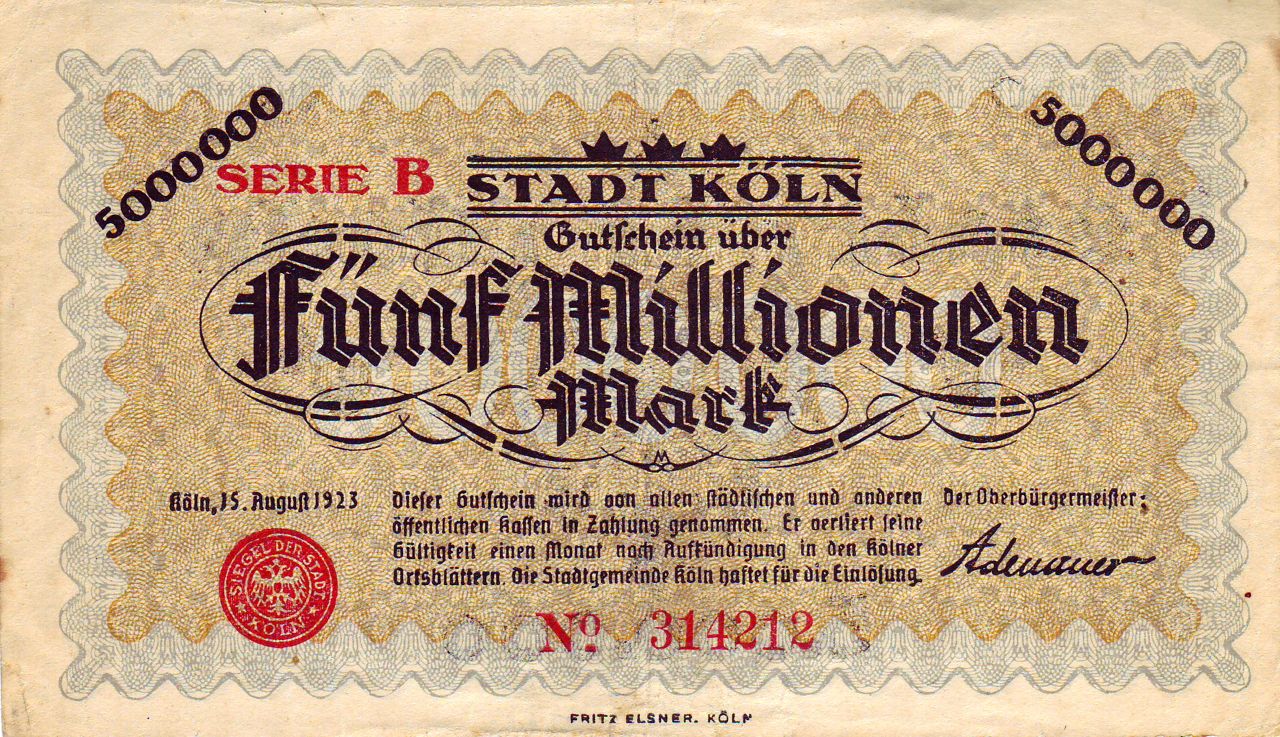 5000000
5000000
SERIE B
STADT KÖLN
Gutschein über
Fünf Millionen
Mark
M
Köln, 15. August 1923
Dieser Gutschein wird von allen städtischen und anderen
öffentlichen Kassen in Zahlung genommen. Er verliert seine
Gültigkeit einen Monat nach Aufkündigung in den Kölner
Ortsblättern. Die Stadtgemeinde Köln haftet für die Einlösung.
Der Oberbürgermeister:
Adenauer
SIEGEL DER STADT KÖLN
No 314212
FRITZ ELSNER. KÖLN